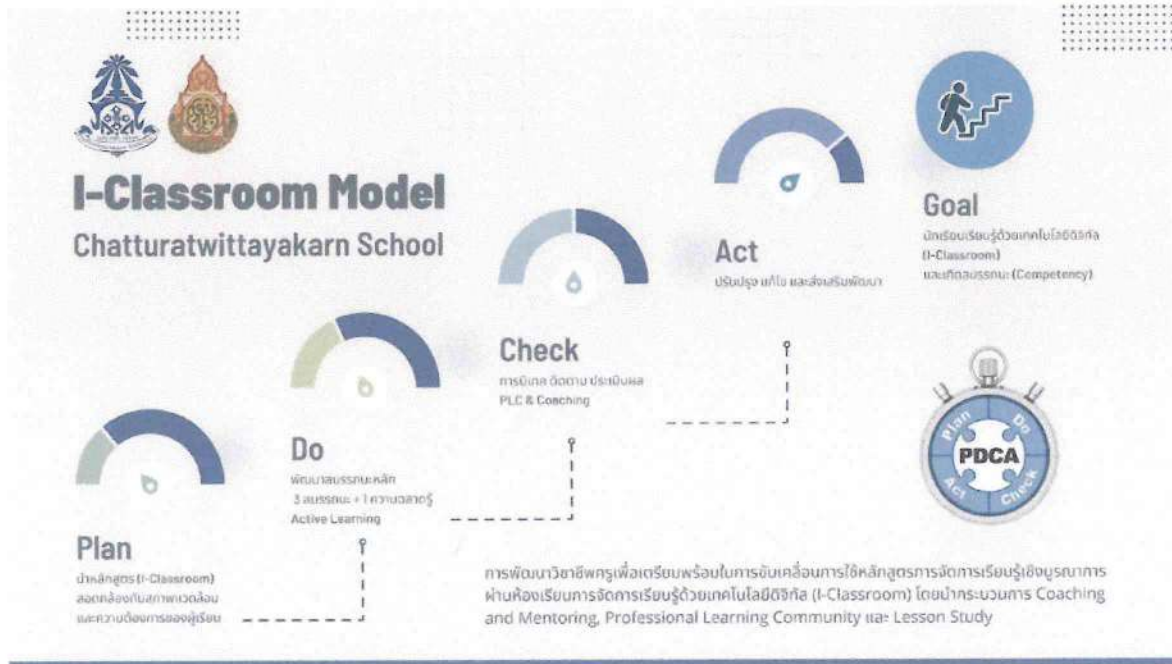 I-Classroom Model
Chatturatwittayakarn School
Plan
นำหลักสูตร (I-Classroom)
สอดคล้องกับสภาพแวดล้อม
และความต้องการของผู้เรียน
Do
พัฒนาสมรรถนะหลัก
3 สมรรถนะ + 1 ความฉลาดรู้
Active Learning
Check
การนิเทศ ติดตาม ประเมินผล
PLC & Coaching
Act
ปรับปรุง แก้ไข และส่งเสริมพัฒนา
Goal
นักเรียนเรียนรู้ด้วยเทคโนโลยีดิจิทัล
(I-Classroom)
และเกิดสมรรถนะ (Competency)
Plan
Do
PDCA
Act
Check
การพัฒนาวิชาชีพครูเพื่อเตรียมพร้อมในการขับเคลื่อนการใช้หลักสูตรการจัดการเรียนรู้เชิงบูรณาการ
ผ่านห้องเรียนการจัดการเรียนรู้ด้วยเทคโนโลยีดิจิทัล (I-Classroom) โดยนำกระบวนการ Coaching
and Mentoring, Professional Learning Community และ Lesson Study